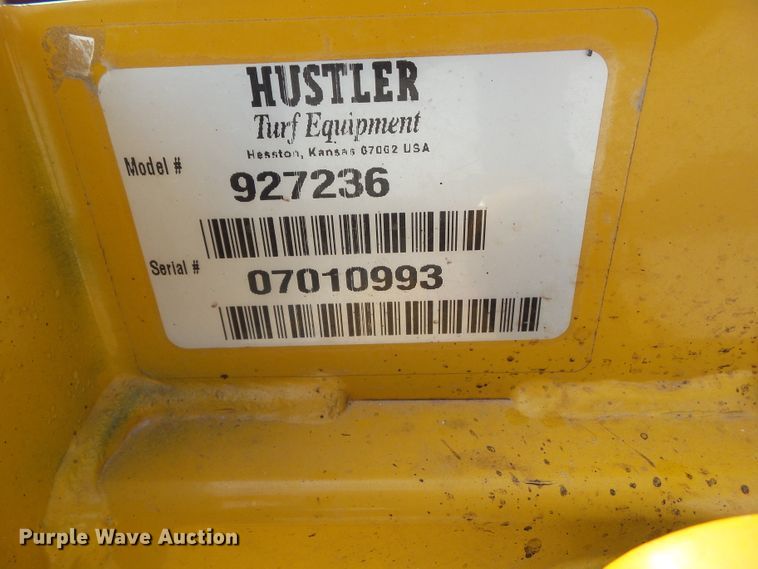 HUSTLER
Turf Equipment
Hesston, Kansas 67062 USA
Model # 927236
Serial # 07010993
Purple Wave Auction